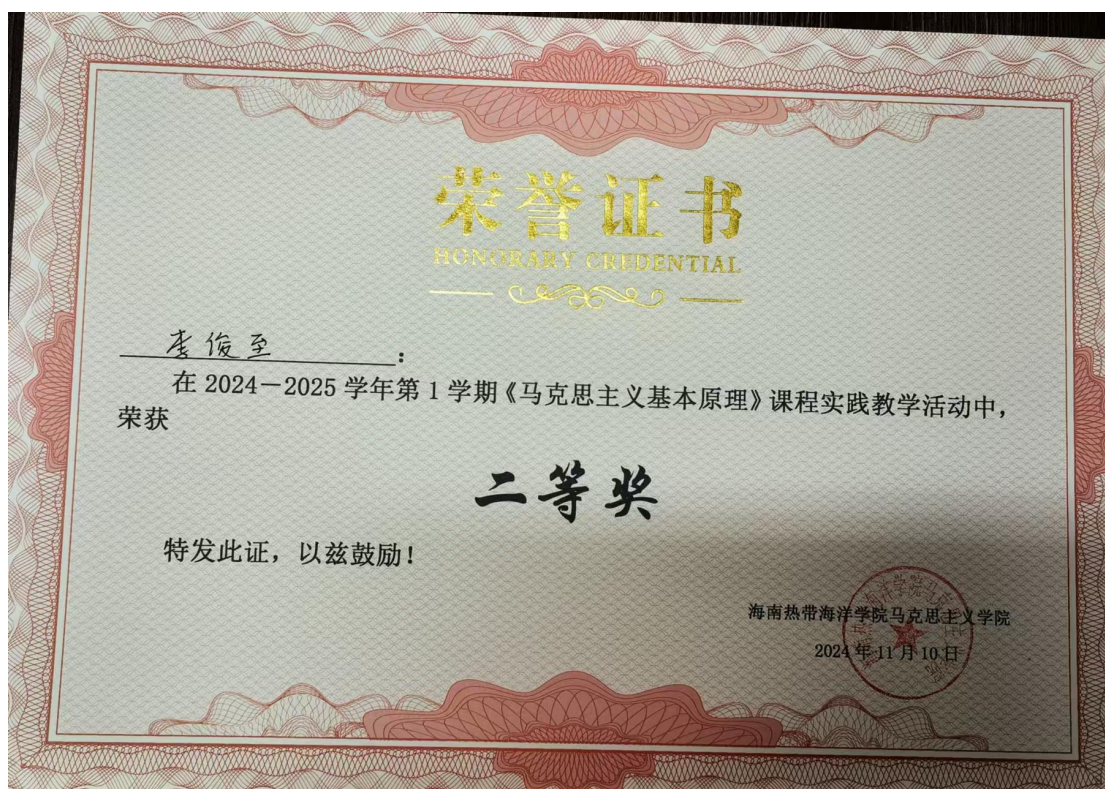 荣誉证书
HONORARY CREDENTIAL
李俊至：
在 2024－2025 学年第 1 学期《马克思主义基本原理》课程实践教学活动中，
荣获
二等奖
特发此证，以兹鼓励！
海南热带海洋学院马克思主义学院
2024 年 11 月 10 日